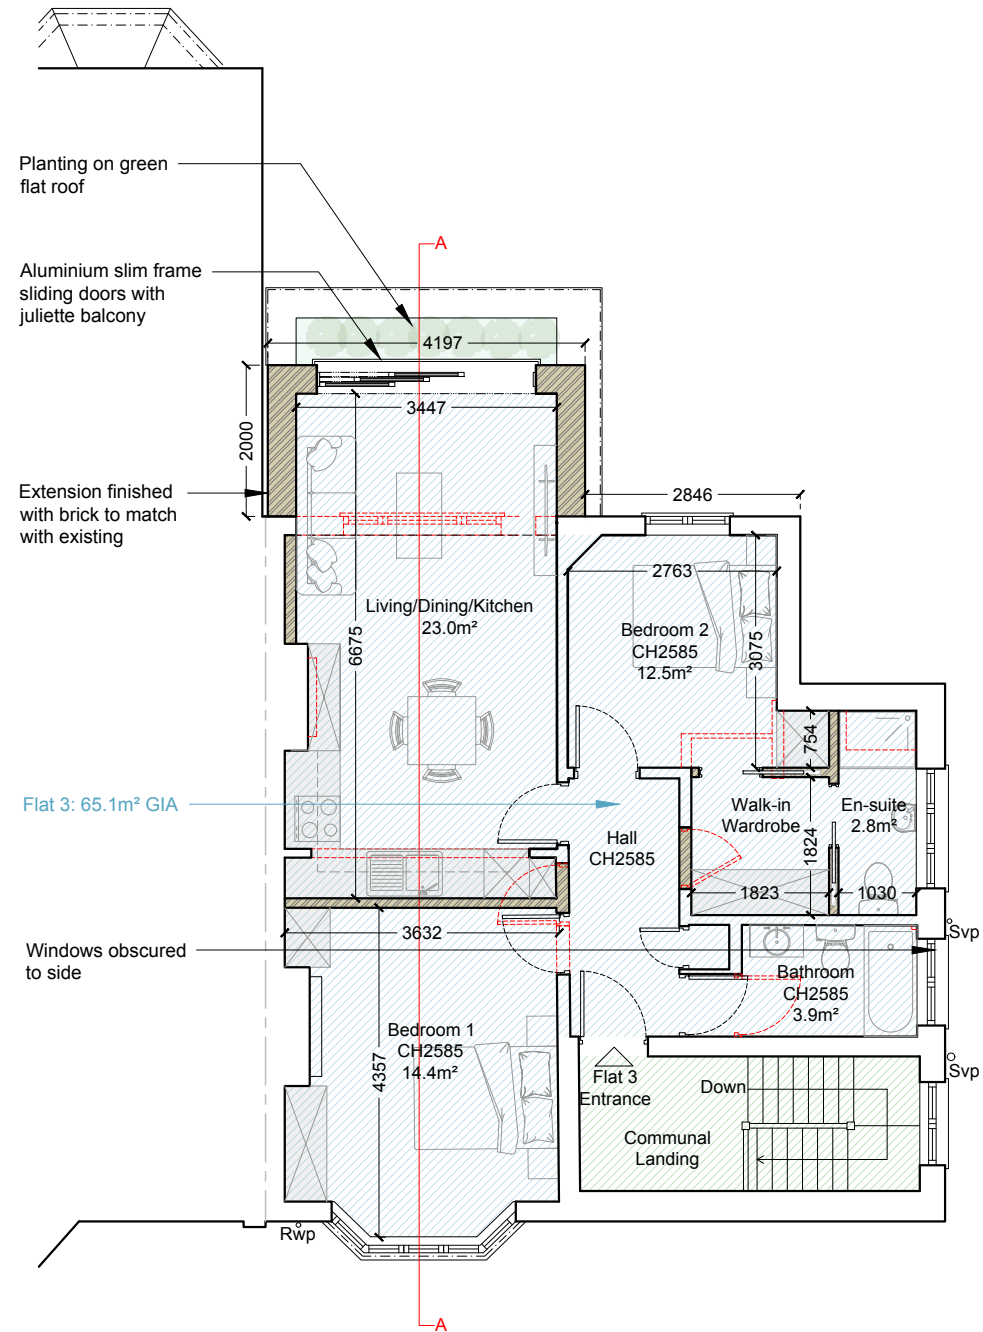 Planting on green
flat roof
A
Aluminium slim frame
sliding doors with
juliette balcony
4197
3447
2000
Extension finished
with brick to match
with existing
2846
2763
Living/Dining/Kitchen
23.0m²
6675
Bedroom 2
CH2585
12.5m²
3075
754
Flat 3: 65.1m² GIA
Hall
CH2585
Walk-in
Wardrobe
1824
En-suite
2.8m²
1823
1030
3632
Windows obscured
to side
Svp
Bathroom
CH2585
3.9m²
Bedroom 1
CH2585
14.4m²
4357
Flat 3
Entrance
Down
Svp
Communal
Landing
Rwp
A